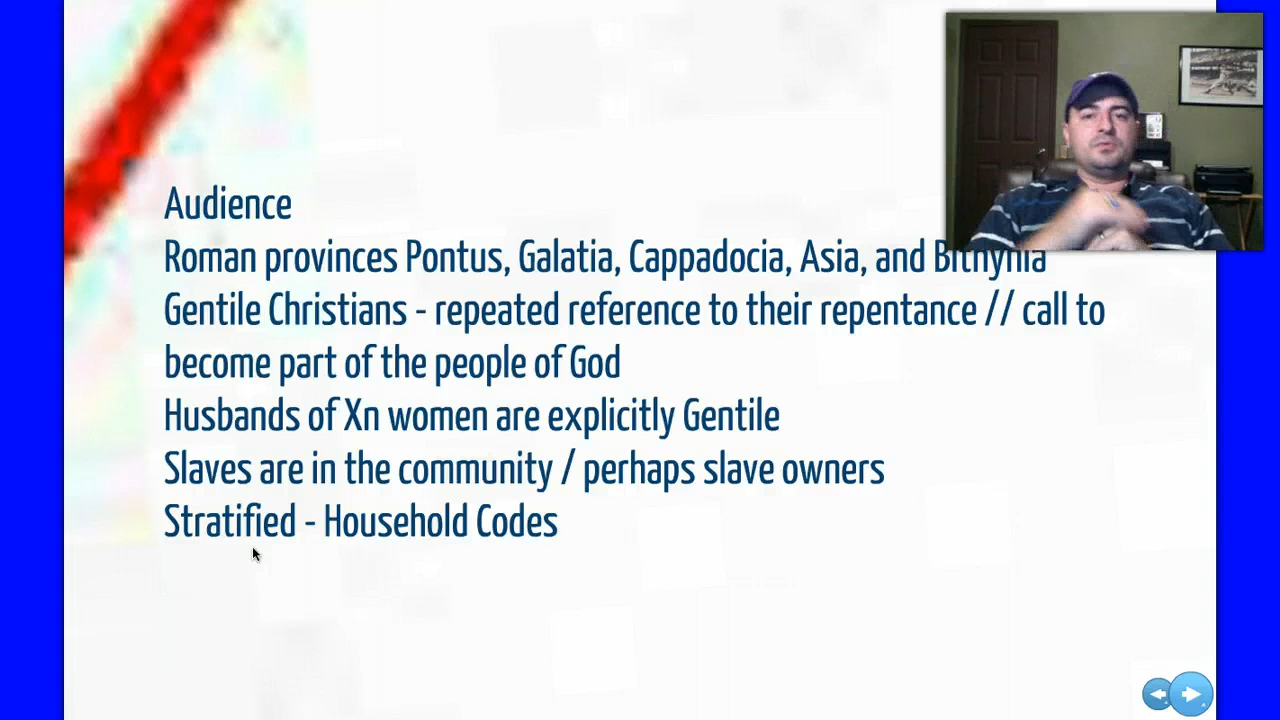 Audience
Roman provinces Pontus, Galatia, Cappadocia, Asia, and Bithynia
Gentile Christians - repeated reference to their repentance // call to
become part of the people of God
Husbands of Xn women are explicitly Gentile
Slaves are in the community / perhaps slave owners
Stratified - Household Codes